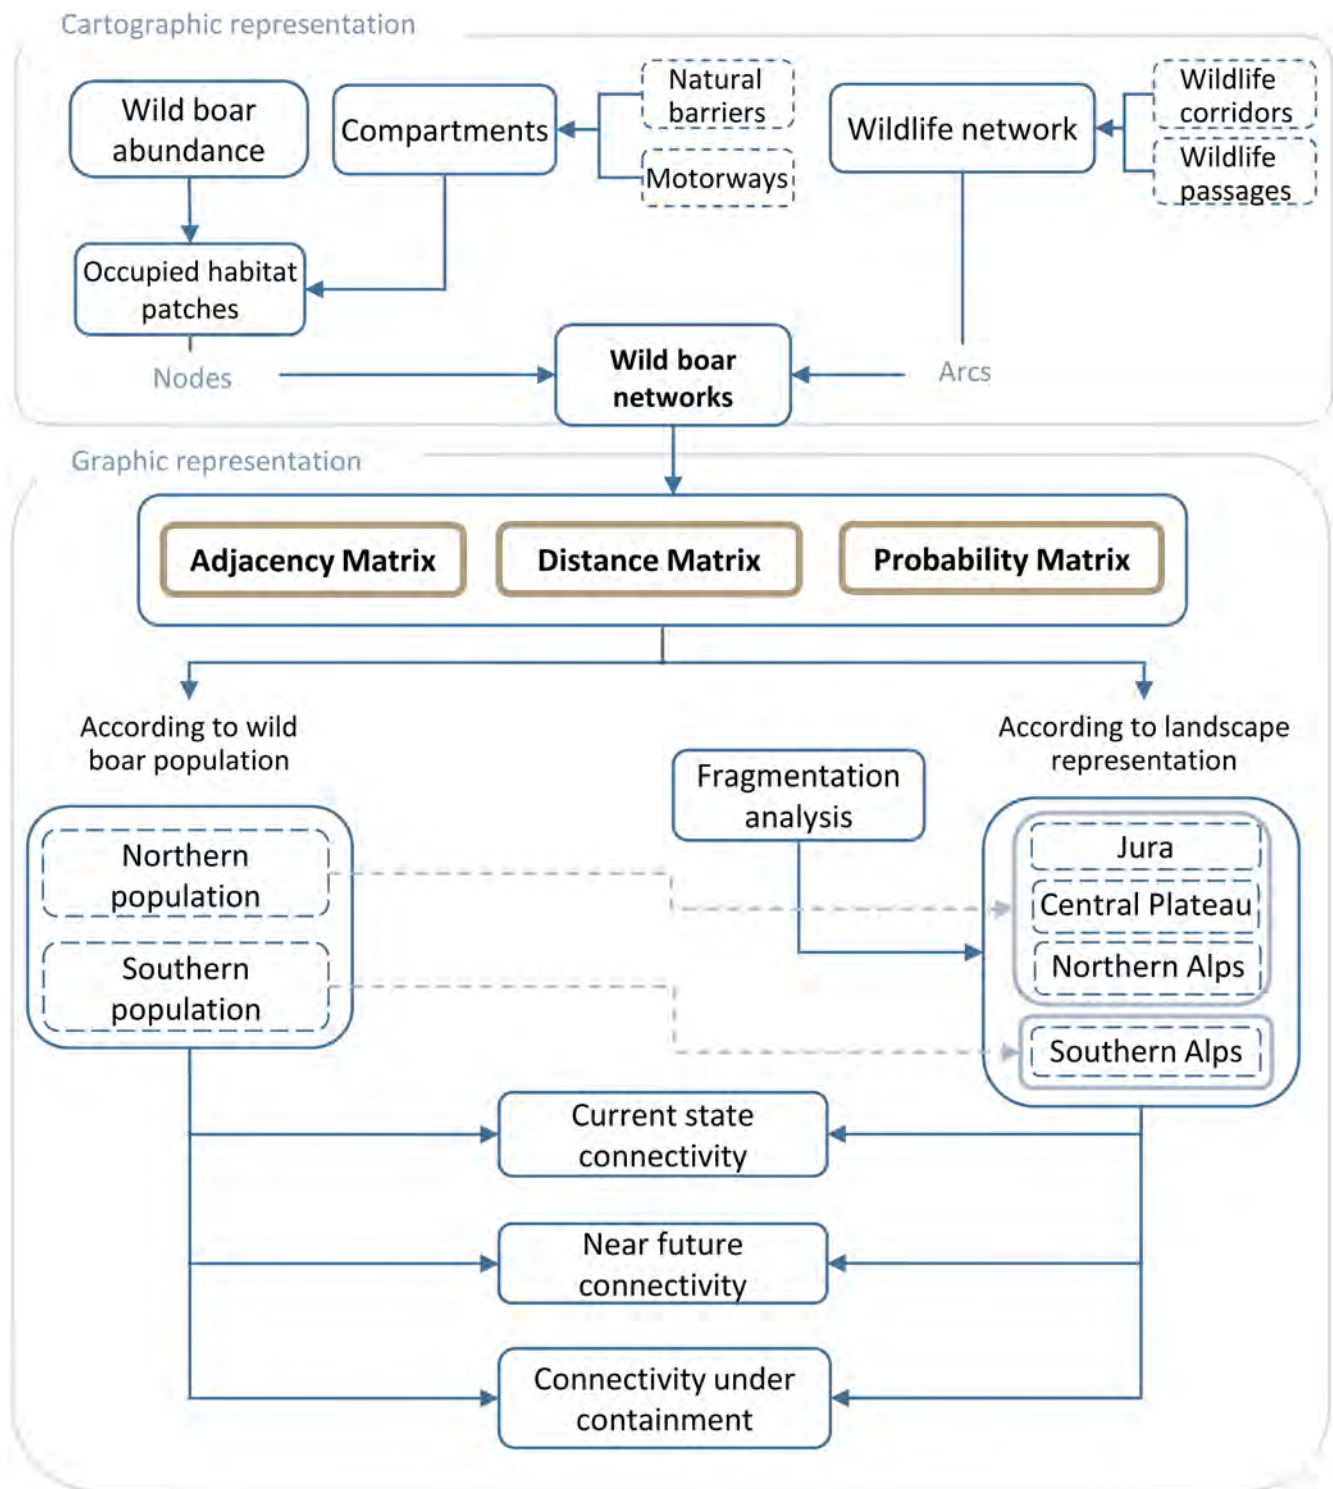 Cartographic representation
Wild boar
abundance
Compartments
Natural
barriers
Motorways
Wildlife network
Wildlife
corridors
Wildlife
passages
Occupied habitat
patches
Nodes
Wild boar
networks
Arcs
Graphic representation
Adjacency Matrix
Distance Matrix
Probability Matrix
According to wild
boar population
According to landscape
representation
Fragmentation
analysis
Northern
population
Southern
population
Jura
Central Plateau
Northern Alps
Southern Alps
Current state
connectivity
Near future
connectivity
Connectivity under
containment